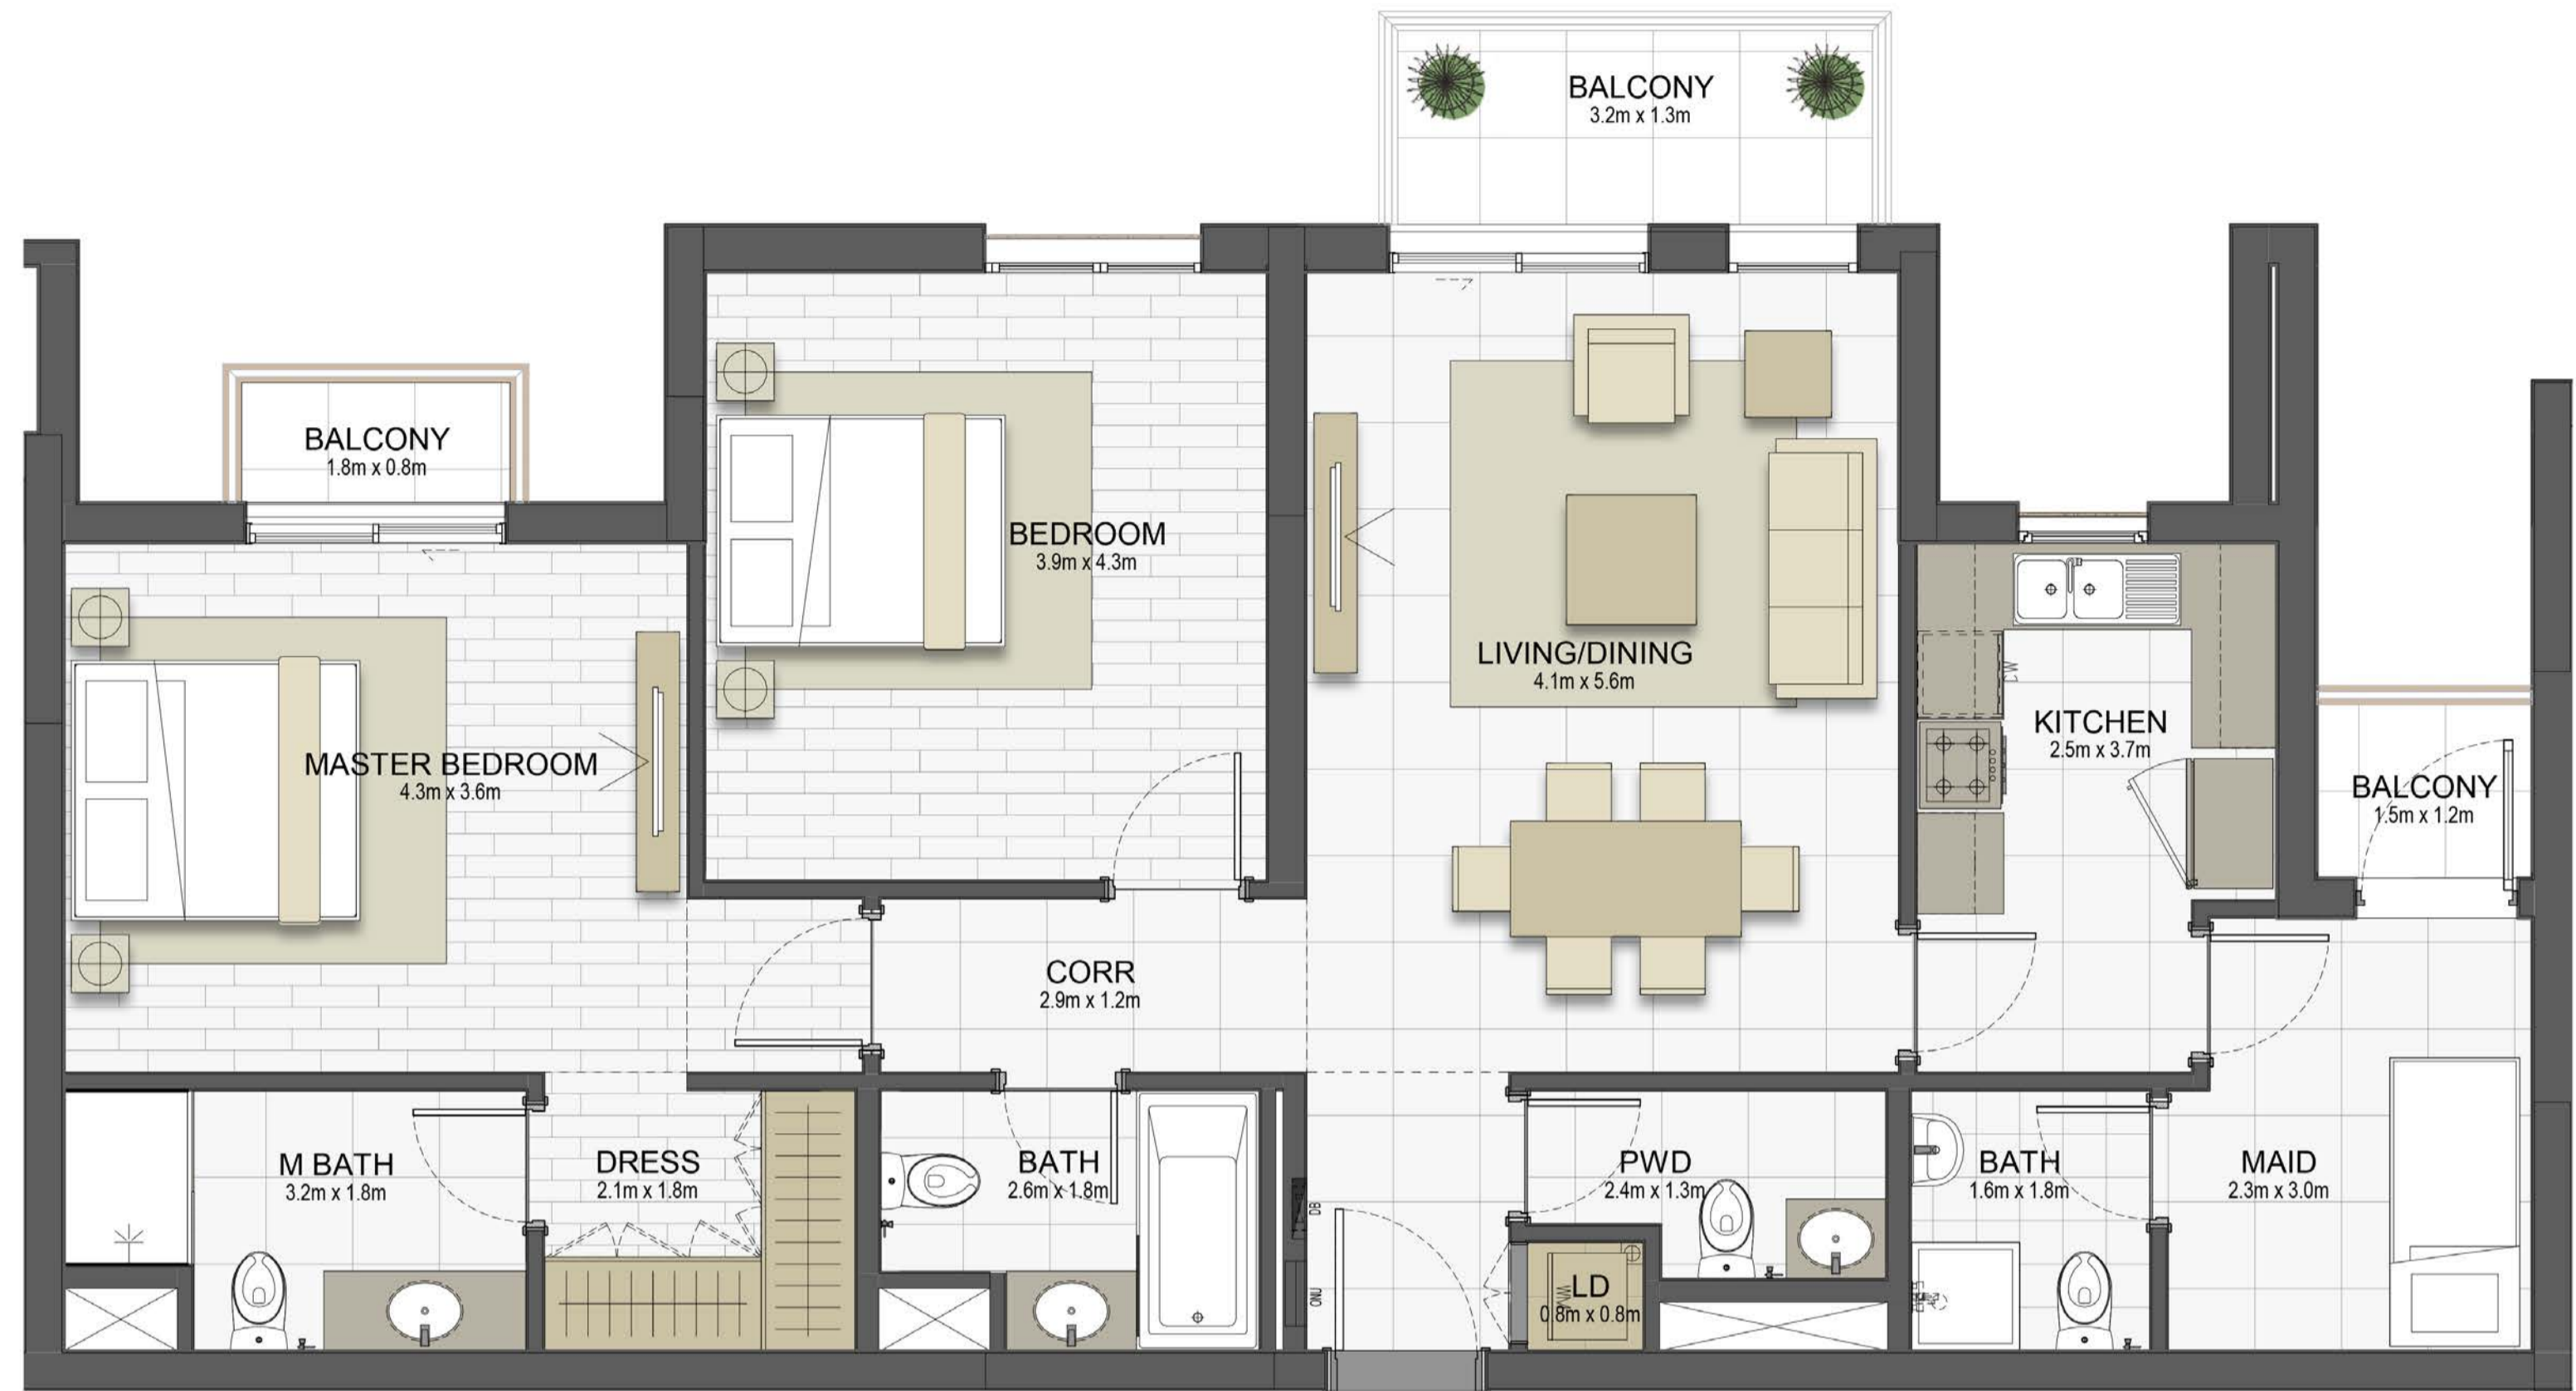 BALCONY
3.2m x 1.3m
BALCONY
1.8m x 0.8m
BEDROOM
3.9m x 4.3m
LIVING/DINING
4.1m x 5.6m
MASTER BEDROOM
4.3m x 3.6m
KITCHEN
2.5m x 3.7m
BALCONY
1.5m x 1.2m
CORR
2.9m x 1.2m
M BATH
3.2m x 1.8m
DRESS
2.1m x 1.8m
BATH
2.6m x 1.8m
DB
ONU
PWD
2.4m x 1.3m
LD
0.8m x 0.8m
BATH
1.6m x 1.8m
MAID
2.3m x 3.0m